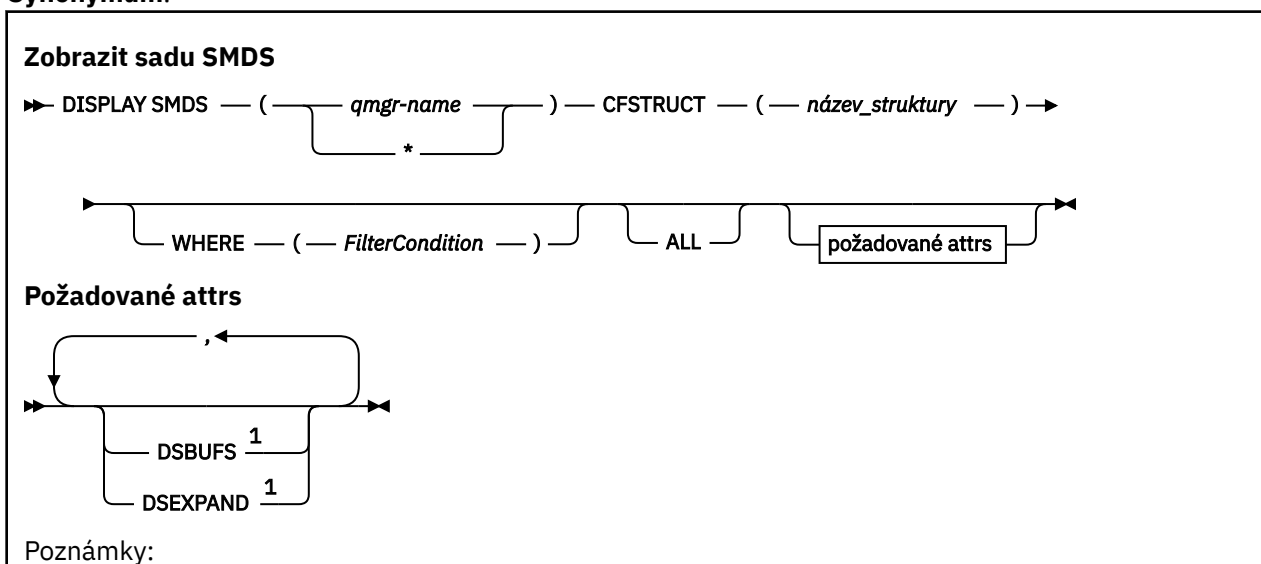 Synonymum:
Zobrazit sadu SMDS
DISPLAY SMDS ( qmgr-name ) CFSTRUCT ( název_struktury )
*
WHERE ( FilterCondition ) ALL požadované attrs
Požadované attrs
,
DSBUFS 1
DSEXPAND 1
Poznámky: